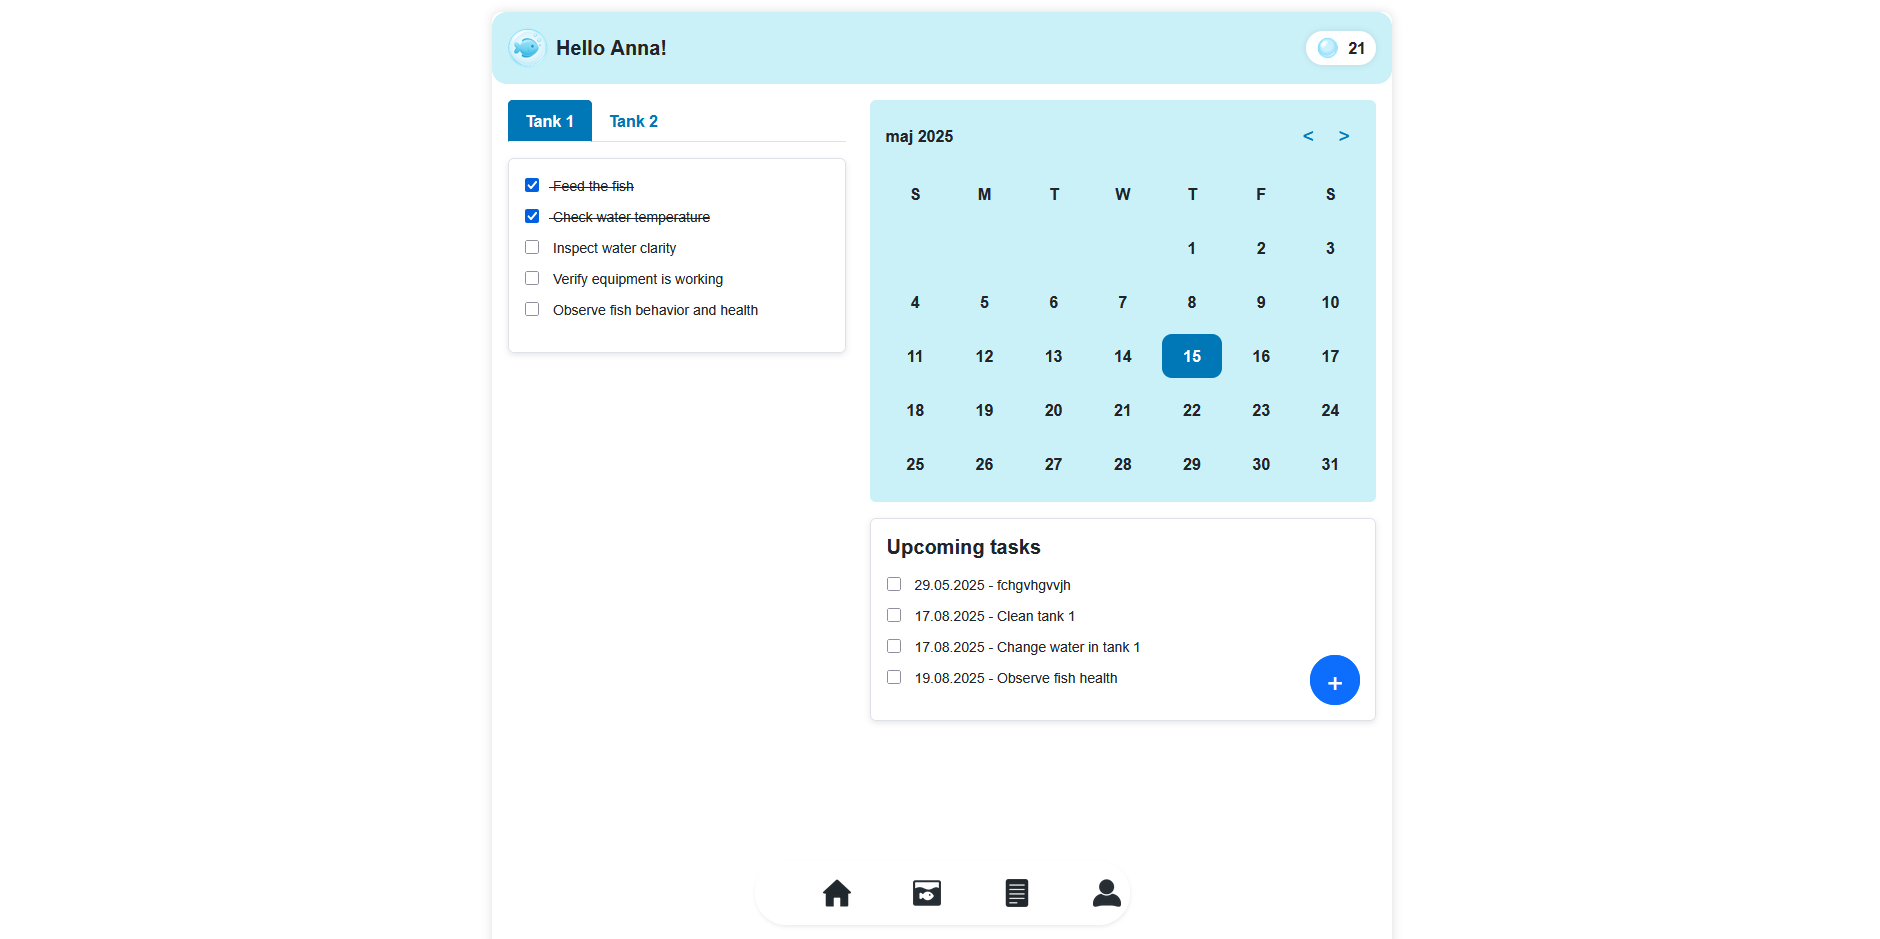 Hello Anna!
21
Tank 1 Tank 2
Feed the fish
Check water temperature
Inspect water clarity
Verify equipment is working
Observe fish behavior and health
maj 2025 < >
S M T W T F S
1 2 3
4 5 6 7 8 9 10
11 12 13 14 15 16 17
18 19 20 21 22 23 24
25 26 27 28 29 30 31
Upcoming tasks
29.05.2025 - fchgvhgvvjh
17.08.2025 - Clean tank 1
17.08.2025 - Change water in tank 1
19.08.2025 - Observe fish health
+